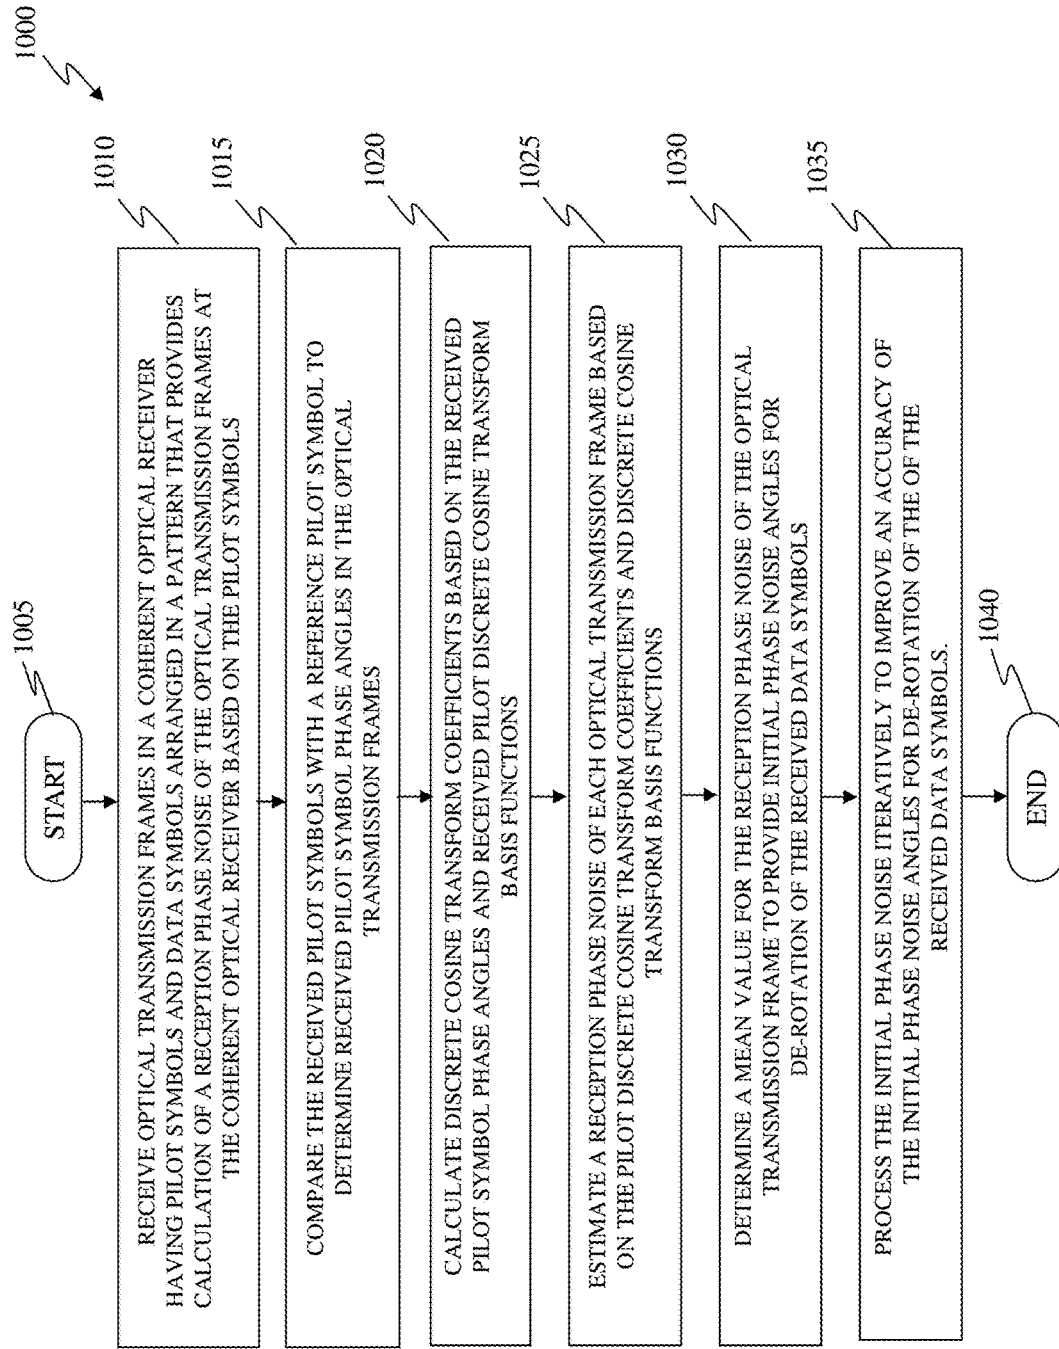 1000
START
1005
1010
RECEIVE OPTICAL TRANSMISSION FRAMES IN A COHERENT OPTICAL RECEIVER
HAVING PILOT SYMBOLS AND DATA SYMBOLS ARRANGED IN A PATTERN THAT PROVIDES
CALCULATION OF A RECEPTION PHASE NOISE OF THE OPTICAL TRANSMISSION FRAMES AT
THE COHERENT OPTICAL RECEIVER BASED ON THE PILOT SYMBOLS
1015
COMPARE THE RECEIVED PILOT SYMBOLS WITH A REFERENCE PILOT SYMBOL TO
DETERMINE RECEIVED PILOT SYMBOL PHASE ANGLES IN THE OPTICAL
TRANSMISSION FRAMES
1020
CALCULATE DISCRETE COSINE TRANSFORM COEFFICIENTS BASED ON THE RECEIVED
PILOT SYMBOL PHASE ANGLES AND RECEIVED PILOT DISCRETE COSINE TRANSFORM
BASIS FUNCTIONS
1025
ESTIMATE A RECEPTION PHASE NOISE OF EACH OPTICAL TRANSMISSION FRAME BASED
ON THE PILOT DISCRETE COSINE TRANSFORM COEFFICIENTS AND DISCRETE COSINE
TRANSFORM BASIS FUNCTIONS
1030
DETERMINE A MEAN VALUE FOR THE RECEPTION PHASE NOISE OF THE OPTICAL
TRANSMISSION FRAME TO PROVIDE INITIAL PHASE NOISE ANGLES FOR
DE-ROTATION OF THE RECEIVED DATA SYMBOLS
1035
PROCESS THE INITIAL PHASE NOISE ITERATIVELY TO IMPROVE AN ACCURACY OF
THE INITIAL PHASE NOISE ANGLES FOR DE-ROTATION OF THE OF THE
RECEIVED DATA SYMBOLS.
1040
END